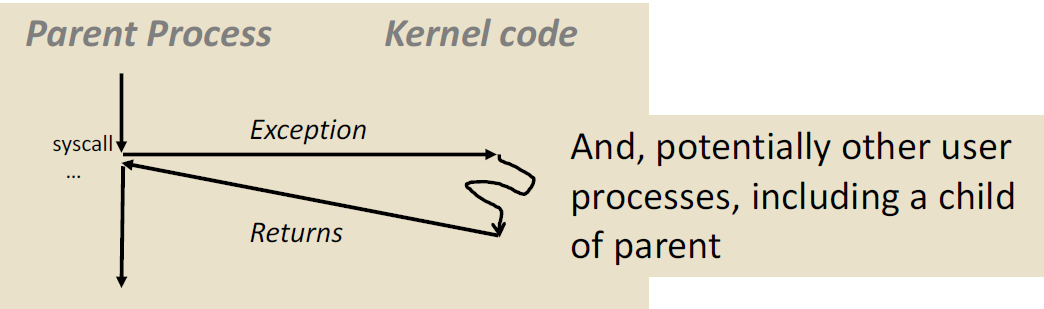 Parent Process
Kernel code
Exception
syscall
...
Returns
And, potentially other user
processes, including a child
of parent